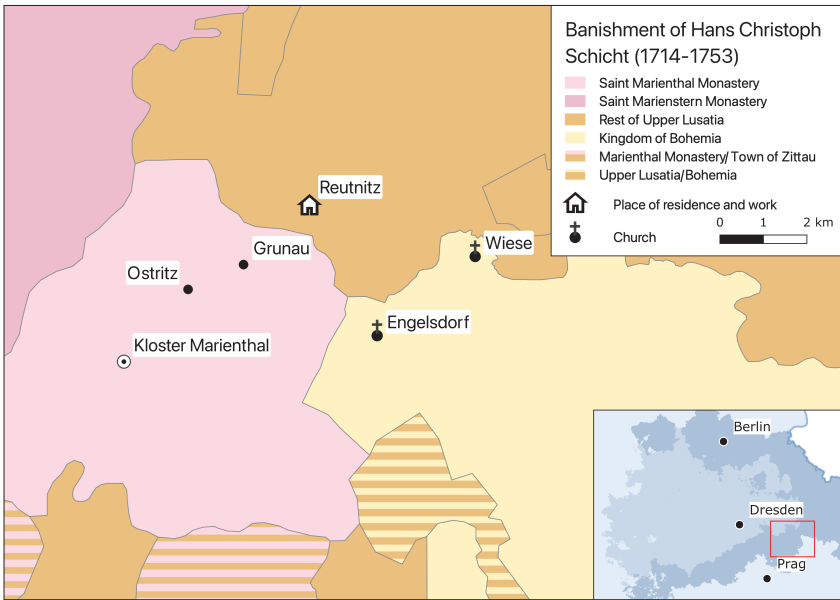 Banishment of Hans Christoph
Schicht (1714-1753)
Saint Marienthal Monastery
Saint Marienstern Monastery
Rest of Upper Lusatia
Kingdom of Bohemia
Marienthal Monastery/ Town of Zittau
Upper Lusatia/Bohemia
Place of residence and work
0 1 2 km
Church
Reutnitz
Wiese
Grunau
Ostritz
Engelsdorf
Kloster Marienthal
Berlin
Dresden
Prag